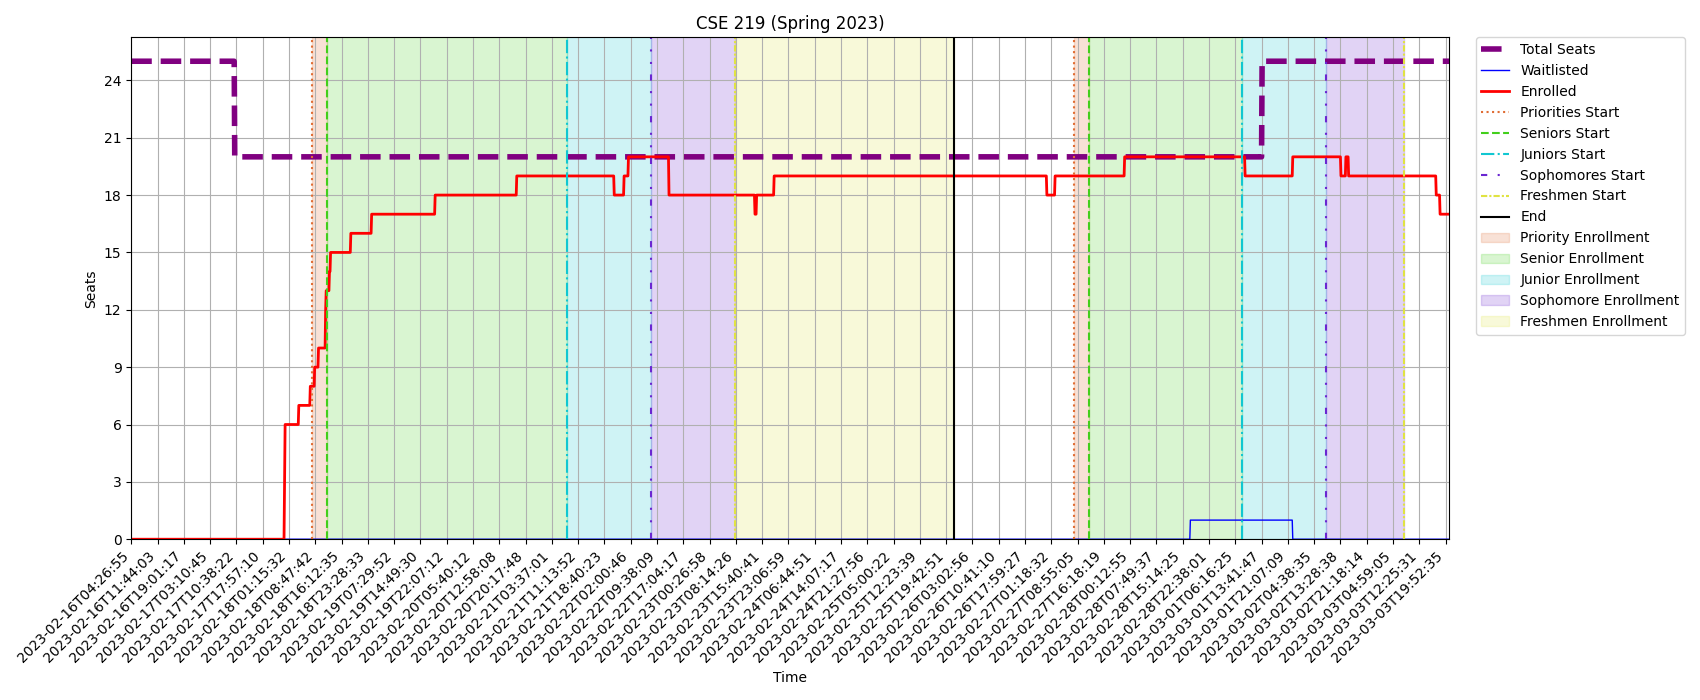 CSE 219 (Spring 2023)
Seats
24
21
18
15
12
9
6
3
0
2023-02-16T04:26:55
2023-02-16T11:44:03
2023-02-16T19:01:17
2023-02-17T03:10:45
2023-02-17T10:38:22
2023-02-17T17:57:10
2023-02-18T01:15:32
2023-02-18T08:47:42
2023-02-18T16:12:35
2023-02-18T23:28:33
2023-02-19T07:29:52
2023-02-19T14:49:30
2023-02-19T22:07:12
2023-02-20T05:40:12
2023-02-20T12:58:08
2023-02-20T20:17:48
2023-02-21T03:37:01
2023-02-21T11:13:52
2023-02-21T18:40:23
2023-02-22T02:00:46
2023-02-22T09:38:09
2023-02-22T17:04:17
2023-02-23T00:26:58
2023-02-23T08:14:26
2023-02-23T15:40:41
2023-02-23T23:06:59
2023-02-24T06:44:51
2023-02-24T14:07:17
2023-02-24T21:27:56
2023-02-25T05:00:22
2023-02-25T12:23:39
2023-02-25T19:42:51
2023-02-26T03:02:56
2023-02-26T10:41:10
2023-02-26T17:59:27
2023-02-27T01:18:32
2023-02-27T08:55:05
2023-02-27T16:18:19
2023-02-28T00:12:55
2023-02-28T07:49:37
2023-02-28T15:14:25
2023-02-28T22:38:01
2023-03-01T06:16:25
2023-03-01T13:41:47
2023-03-01T21:07:09
2023-03-02T04:38:35
2023-03-02T13:28:38
2023-03-02T21:18:14
2023-03-03T04:59:05
2023-03-03T12:25:31
2023-03-03T19:52:35
Time
Total Seats
Waitlisted
Enrolled
Priorities Start
Seniors Start
Juniors Start
Sophomores Start
Freshmen Start
End
Priority Enrollment
Senior Enrollment
Junior Enrollment
Sophomore Enrollment
Freshmen Enrollment